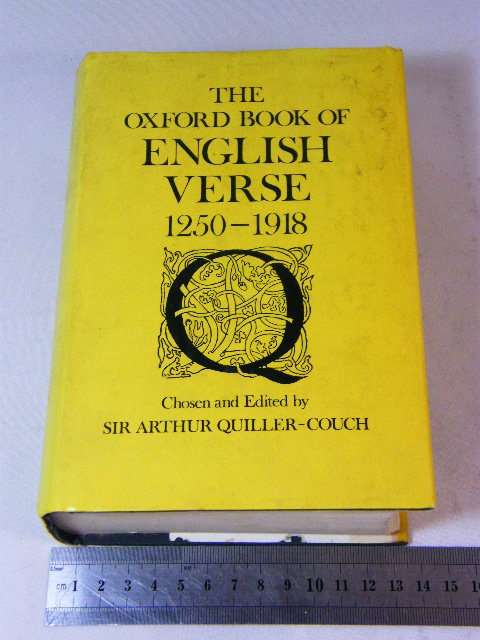 THE
OXFORD BOOK OF
ENGLISH
VERSE
1250–1918
Q
Chosen and Edited by
SIR ARTHUR QUILLER-COUCH
cm 1 2 3 4 5 6 7 8 9 10 11 12 13 14 15